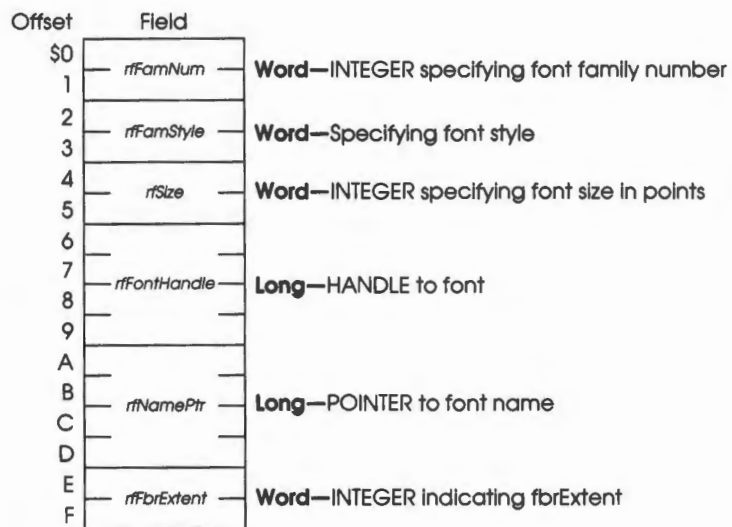 Offset Field
$0
rfFamNum Word—INTEGER specifying font family number
1
2
rfFamStyle Word—Specifying font style
3
4
rfSize Word—INTEGER specifying font size in points
5
6
7
rfFontHandle Long—HANDLE to font
8
9
A
B
rfNamePtr Long—POINTER to font name
C
D
E
rfFbrExtent Word—INTEGER indicating fbrExtent
F